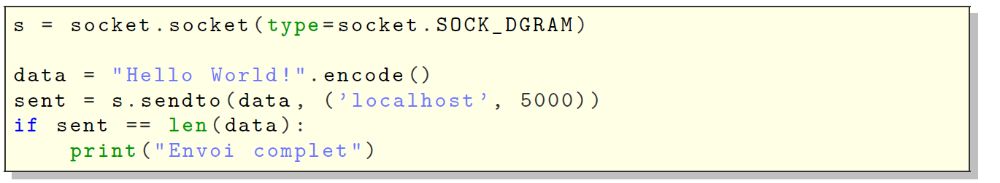 s = socket.socket(type=socket.SOCK_DGRAM)
data = "Hello World!".encode()
sent = s.sendto(data, ('localhost', 5000))
if sent == len(data):
    print("Envoi complet")